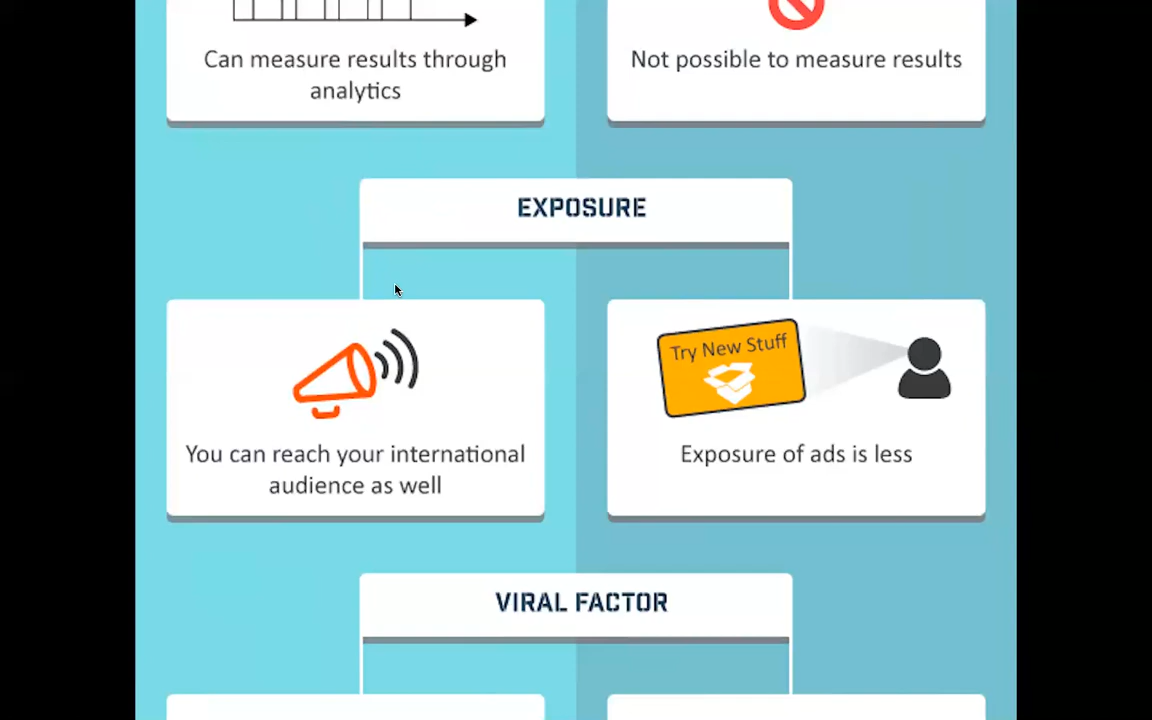 Can measure results through
analytics
Not possible to measure results
EXPOSURE
Try New Stuff
You can reach your international
audience as well
Exposure of ads is less
VIRAL FACTOR